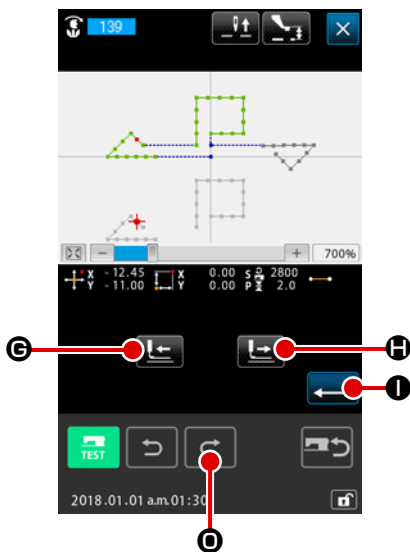 139
700%
X -12.45 X 0.00 S 2800
Y -11.00 Y 0.00 P 2.0
G H
I
TEST
2018.01.01 a.m.01:30
O